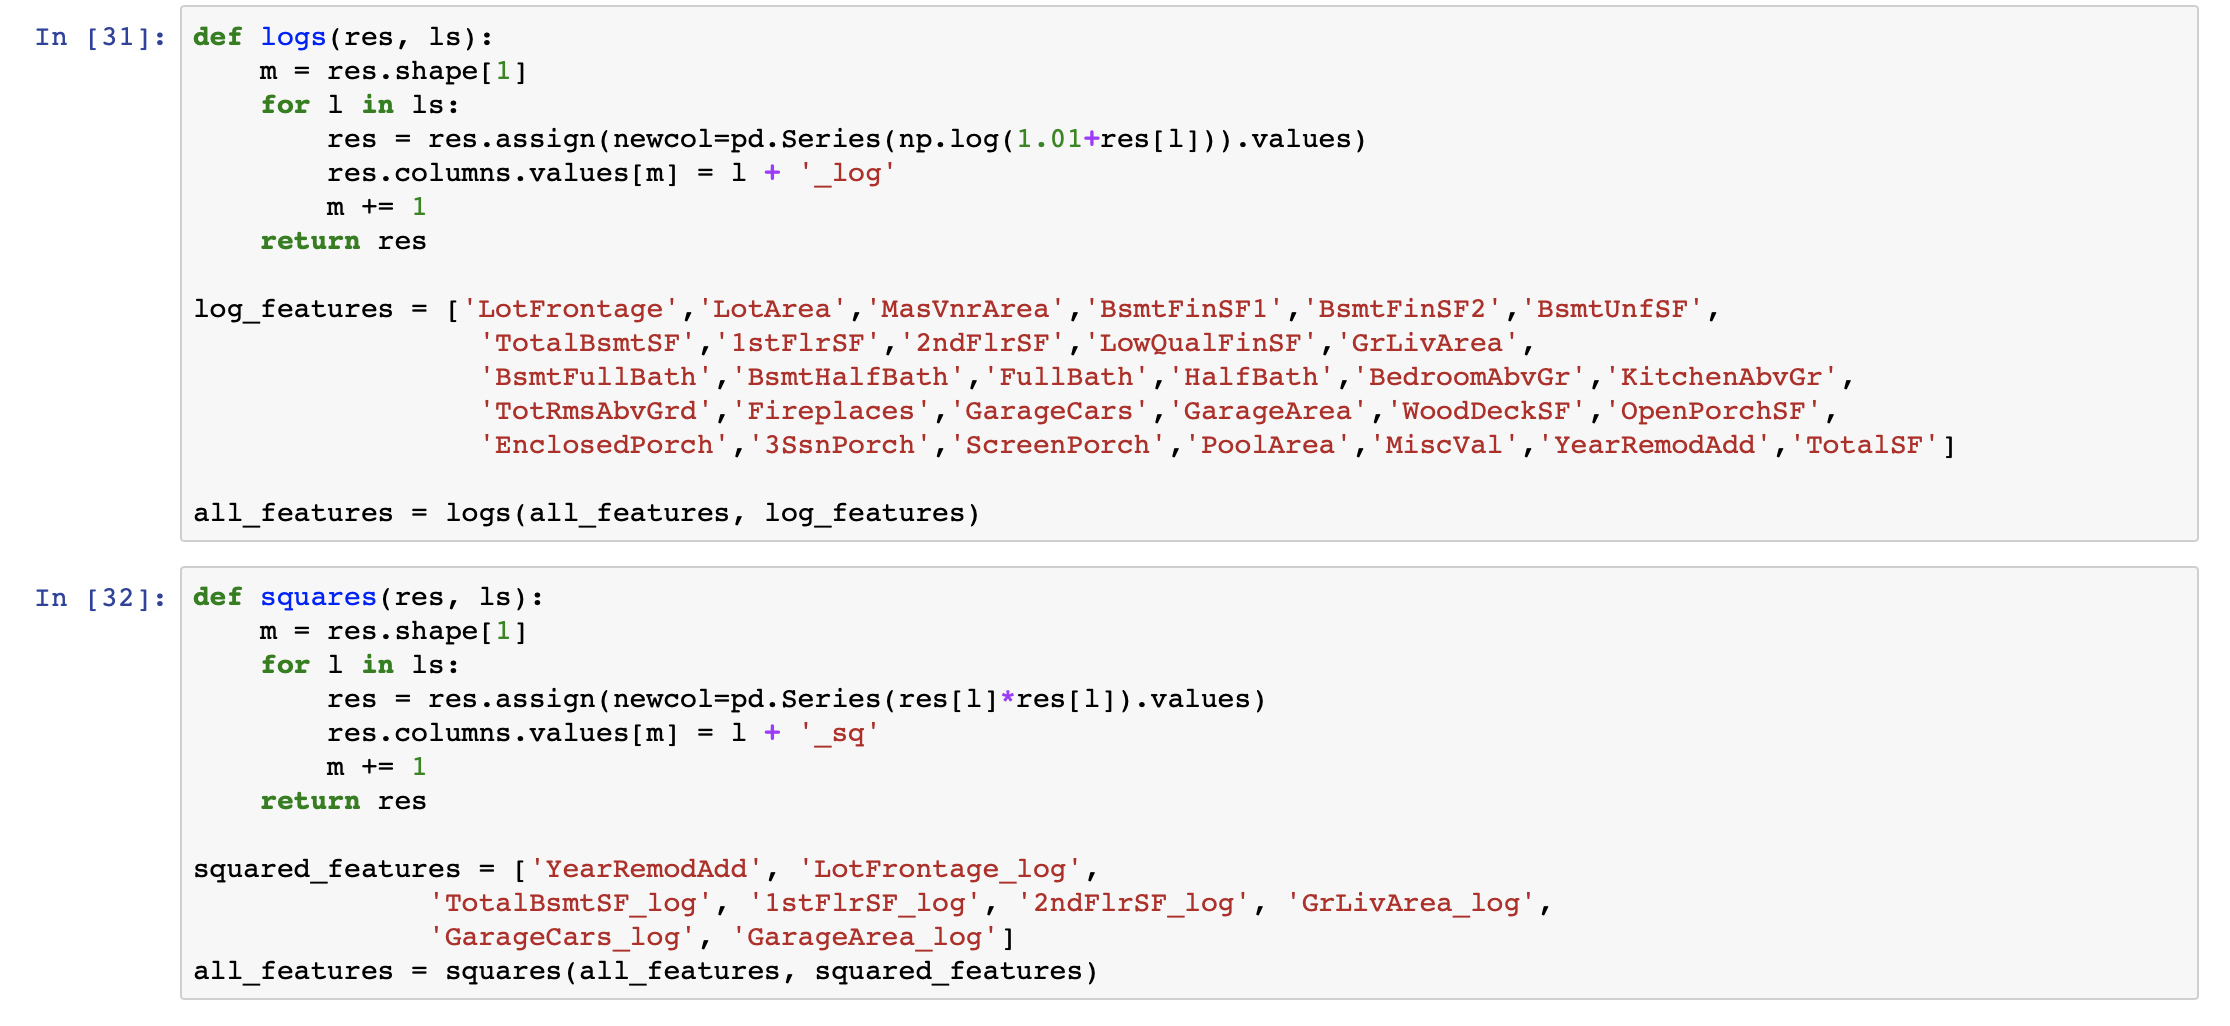 In [31]: def logs(res, ls):
    m = res.shape[1]
    for l in ls:
        res = res.assign(newcol=pd.Series(np.log(1.01+res[l])).values)
        res.columns.values[m] = l + '_log'
        m += 1
    return res

log_features = ['LotFrontage','LotArea','MasVnrArea','BsmtFinSF1','BsmtFinSF2','BsmtUnfSF',
                 'TotalBsmtSF','1stFlrSF','2ndFlrSF','LowQualFinSF','GrLivArea',
                 'BsmtFullBath','BsmtHalfBath','FullBath','HalfBath','BedroomAbvGr','KitchenAbvGr',
                 'TotRmsAbvGrd','Fireplaces','GarageCars','GarageArea','WoodDeckSF','OpenPorchSF',
                 'EnclosedPorch','3SsnPorch','ScreenPorch','PoolArea','MiscVal','YearRemodAdd','TotalSF']

all_features = logs(all_features, log_features)

In [32]: def squares(res, ls):
    m = res.shape[1]
    for l in ls:
        res = res.assign(newcol=pd.Series(res[l]*res[l]).values)
        res.columns.values[m] = l + '_sq'
        m += 1
    return res

squared_features = ['YearRemodAdd', 'LotFrontage_log',
              'TotalBsmtSF_log', '1stFlrSF_log', '2ndFlrSF_log', 'GrLivArea_log',
              'GarageCars_log', 'GarageArea_log']
all_features = squares(all_features, squared_features)